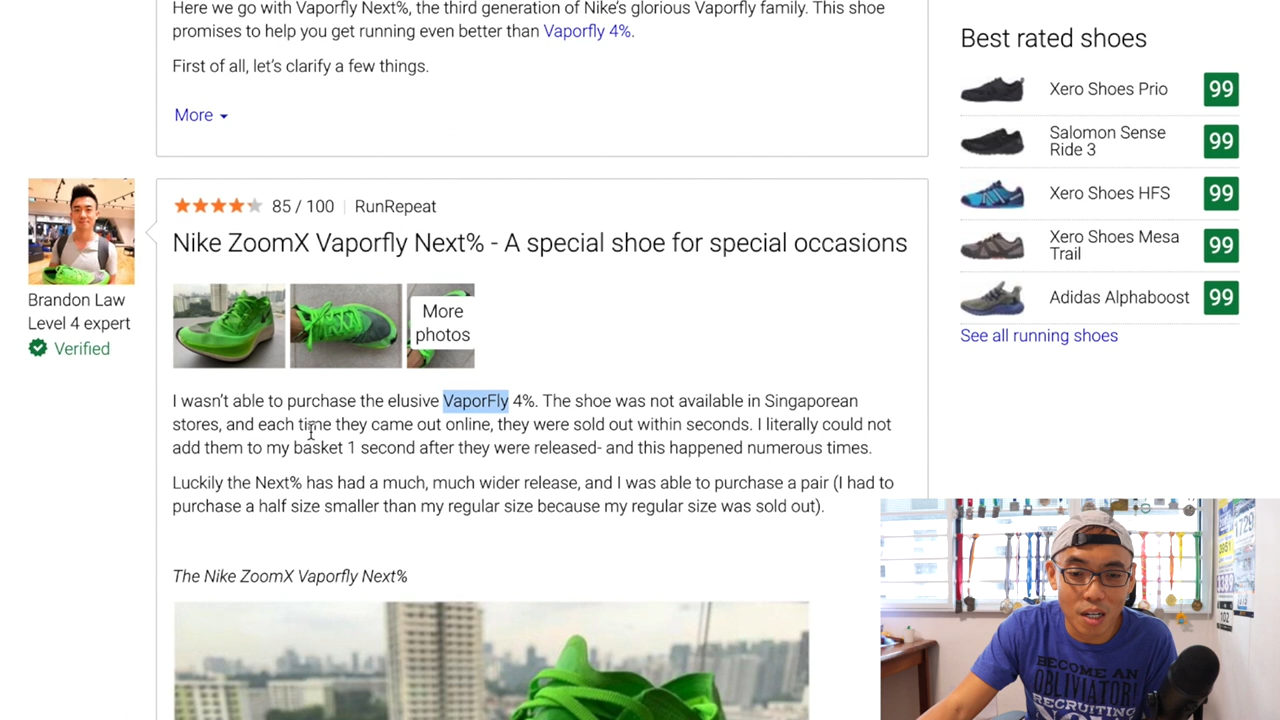 Here we go with Vaporfly Next%, the third generation of Nike's glorious Vaporfly family. This shoe
promises to help you get running even better than Vaporfly 4%.
First of all, let's clarify a few things.
More
Best rated shoes
Xero Shoes Prio 99
Salomon Sense
Ride 3 99
Xero Shoes HFS 99
Xero Shoes Mesa
Trail 99
Adidas Alphaboost 99
See all running shoes
Brandon Law
Level 4 expert
Verified
85 / 100 | RunRepeat
Nike ZoomX Vaporfly Next% - A special shoe for special occasions
More
photos
I wasn't able to purchase the elusive VaporFly 4%. The shoe was not available in Singaporean
stores, and each time they came out online, they were sold out within seconds. I literally could not
add them to my basket 1 second after they were released- and this happened numerous times.
Luckily the Next% has had a much, much wider release, and I was able to purchase a pair (I had to
purchase a half size smaller than my regular size because my regular size was sold out).
The Nike ZoomX Vaporfly Next%
1729
102
BECOME AN
OBLIVIATOR!
RECRUITING